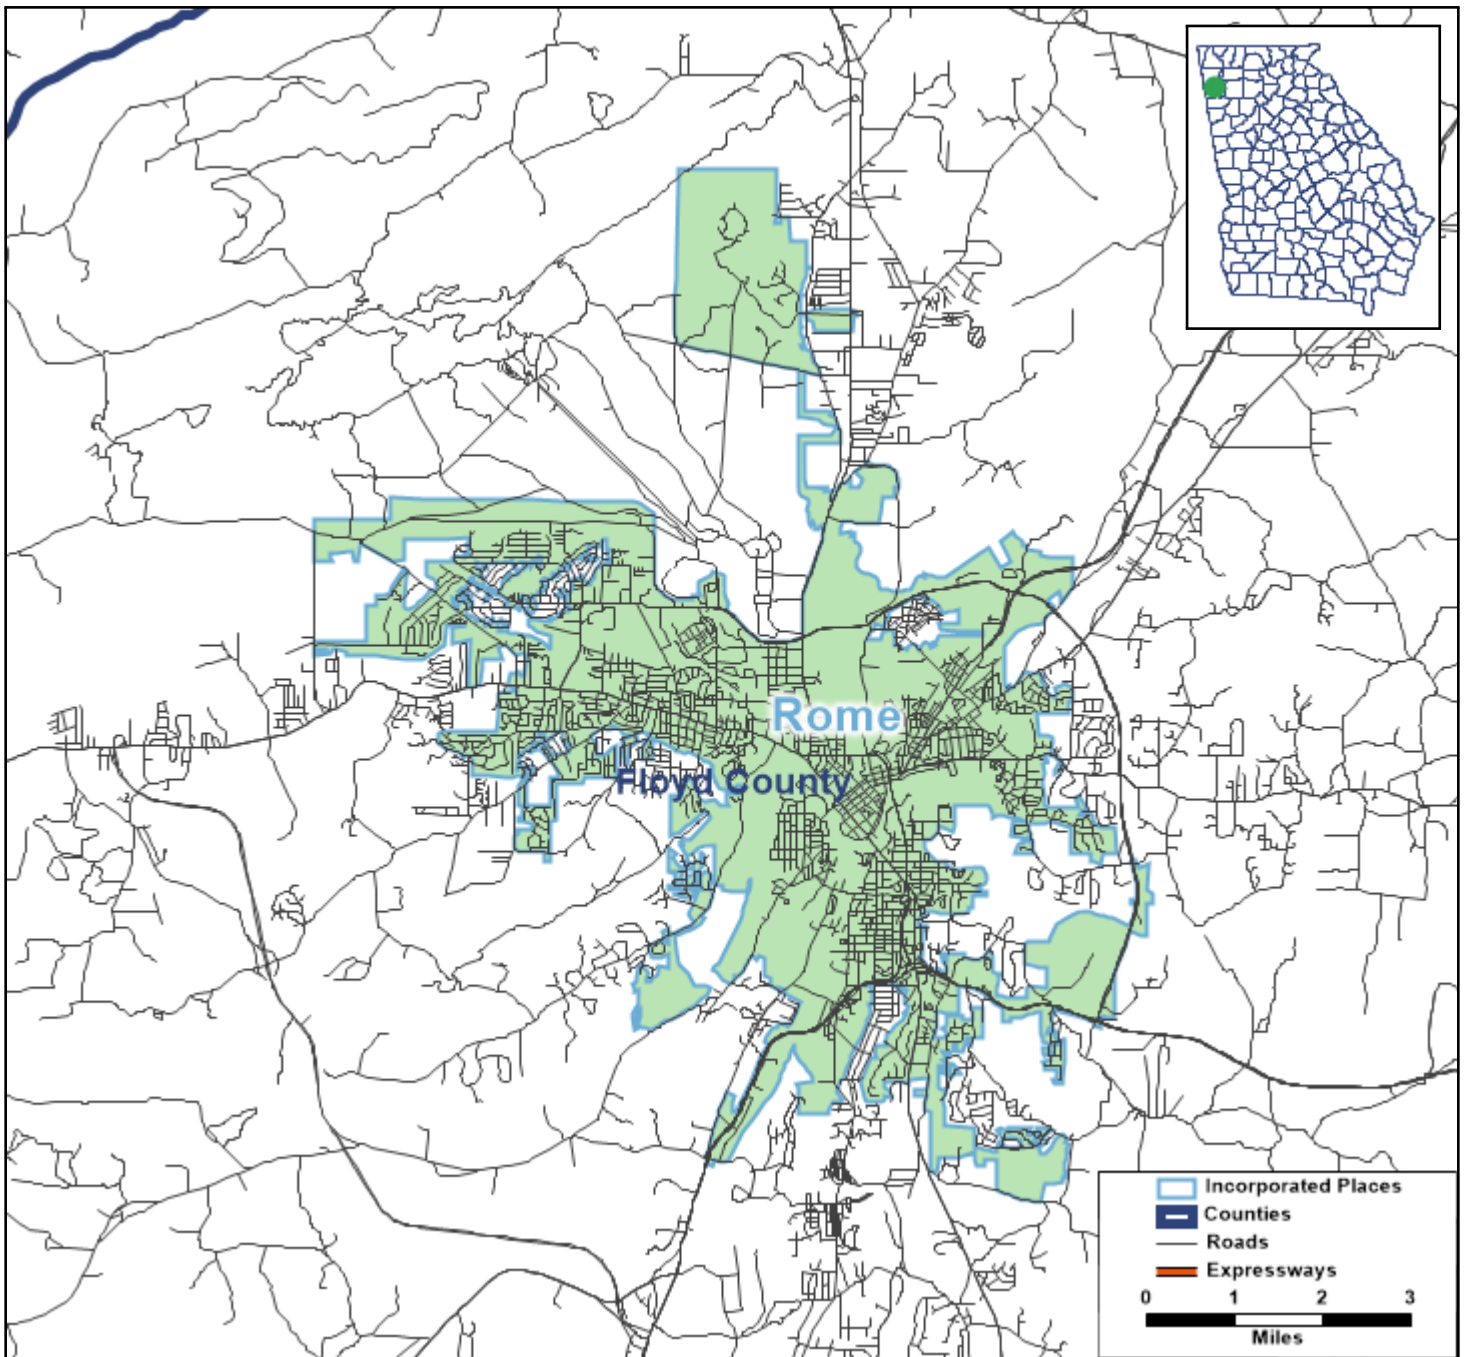 Rome
Floyd County
Incorporated Places
Counties
Roads
Expressways
0 1 2 3
Miles